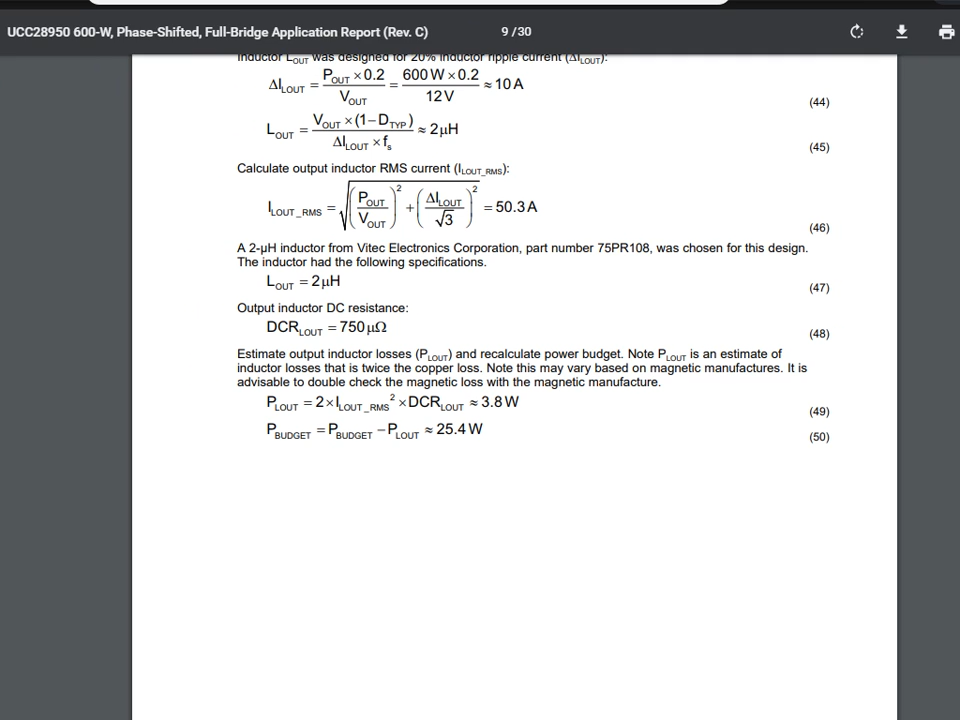 UCC28950 600-W, Phase-Shifted, Full-Bridge Application Report (Rev. C) 9 / 30
Inductor LOUT was designed for 20% inductor ripple current (ΔILOUT):
ΔILOUT = (POUT × 0.2) / VOUT = (600 W × 0.2) / 12 V ≈ 10 A (44)
LOUT = (VOUT × (1 − DTYP)) / (ΔILOUT × fs) ≈ 2 μH (45)
Calculate output inductor RMS current (ILOUT_RMS):
ILOUT_RMS = √((POUT / VOUT)² + (ΔILOUT / √3)²) = 50.3 A (46)
A 2-μH inductor from Vitec Electronics Corporation, part number 75PR108, was chosen for this design.
The inductor had the following specifications.
LOUT = 2 μH (47)
Output inductor DC resistance:
DCRLOUT = 750 μΩ (48)
Estimate output inductor losses (PLOUT) and recalculate power budget. Note PLOUT is an estimate of
inductor losses that is twice the copper loss. Note this may vary based on magnetic manufactures. It is
advisable to double check the magnetic loss with the magnetic manufacture.
PLOUT = 2 × ILOUT_RMS² × DCRLOUT ≈ 3.8 W (49)
PBUDGET = PBUDGET − PLOUT ≈ 25.4 W (50)